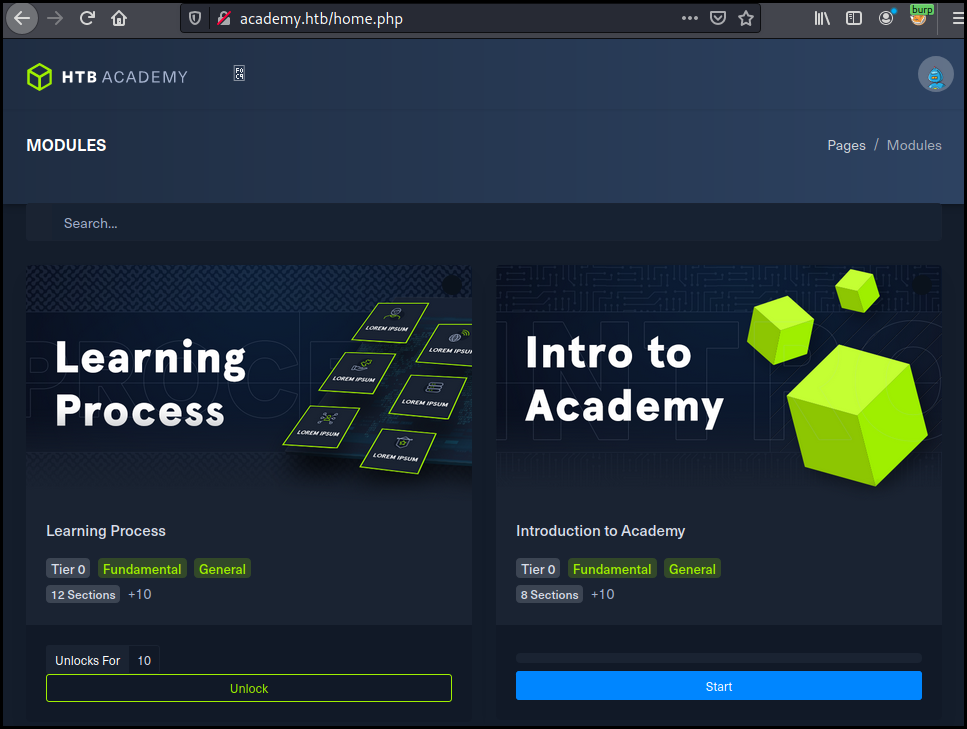 academy.htb/home.php
burp
HTB ACADEMY
MODULES
Pages / Modules
Search...
Learning
Process
LOREM IPSUM
LOREM IPSUM
LOREM IPSUM
LOREM IPSUM
LOREM IPSUM
LOREM IPSUM
Intro to
Academy
Learning Process
Tier 0 Fundamental General
12 Sections +10
Unlocks For 10
Unlock
Introduction to Academy
Tier 0 Fundamental General
8 Sections +10
Start